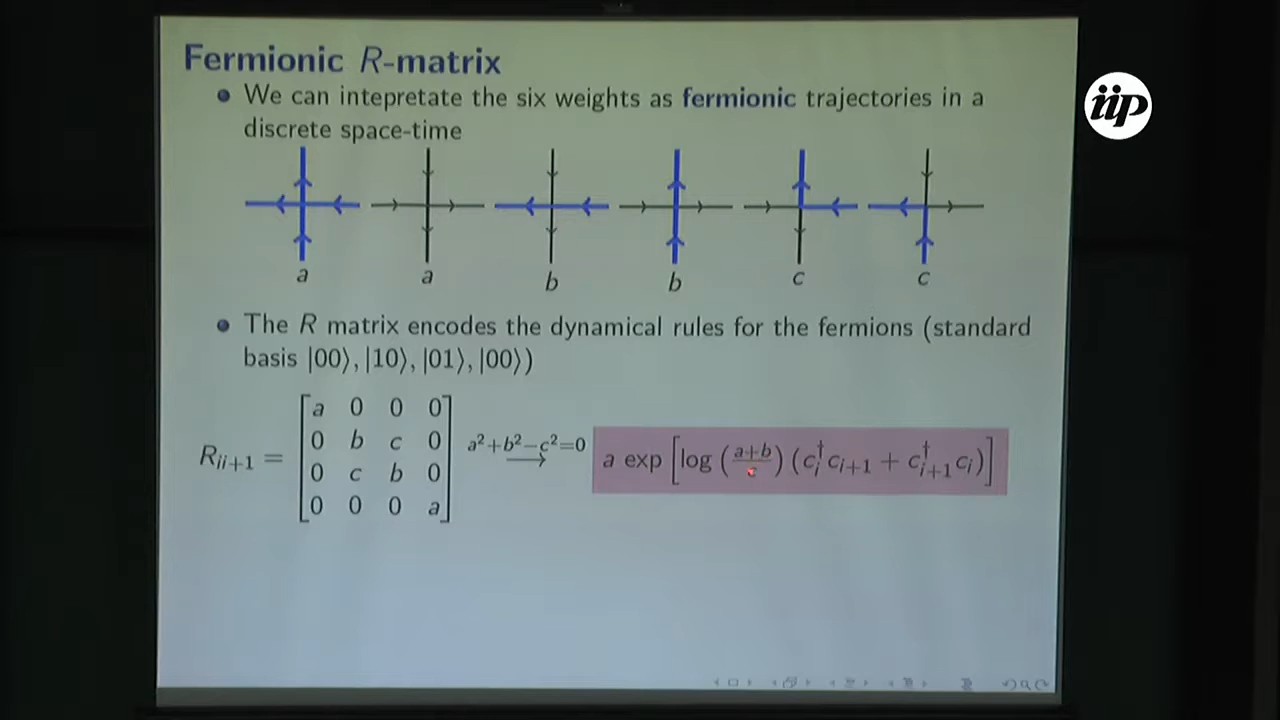 Fermionic R-matrix
We can intepretate the six weights as fermionic trajectories in a
discrete space-time
a a b b c c
The R matrix encodes the dynamical rules for the fermions (standard
basis |00⟩, |10⟩, |01⟩, |00⟩)
R_{ii+1} = [a 0 0 0; 0 b c 0; 0 c b 0; 0 0 0 a] a²+b²−c²=0 ⟶ a exp [log ((a+b)/c) (c_i^† c_{i+1} + c_{i+1}^† c_i)]
iip